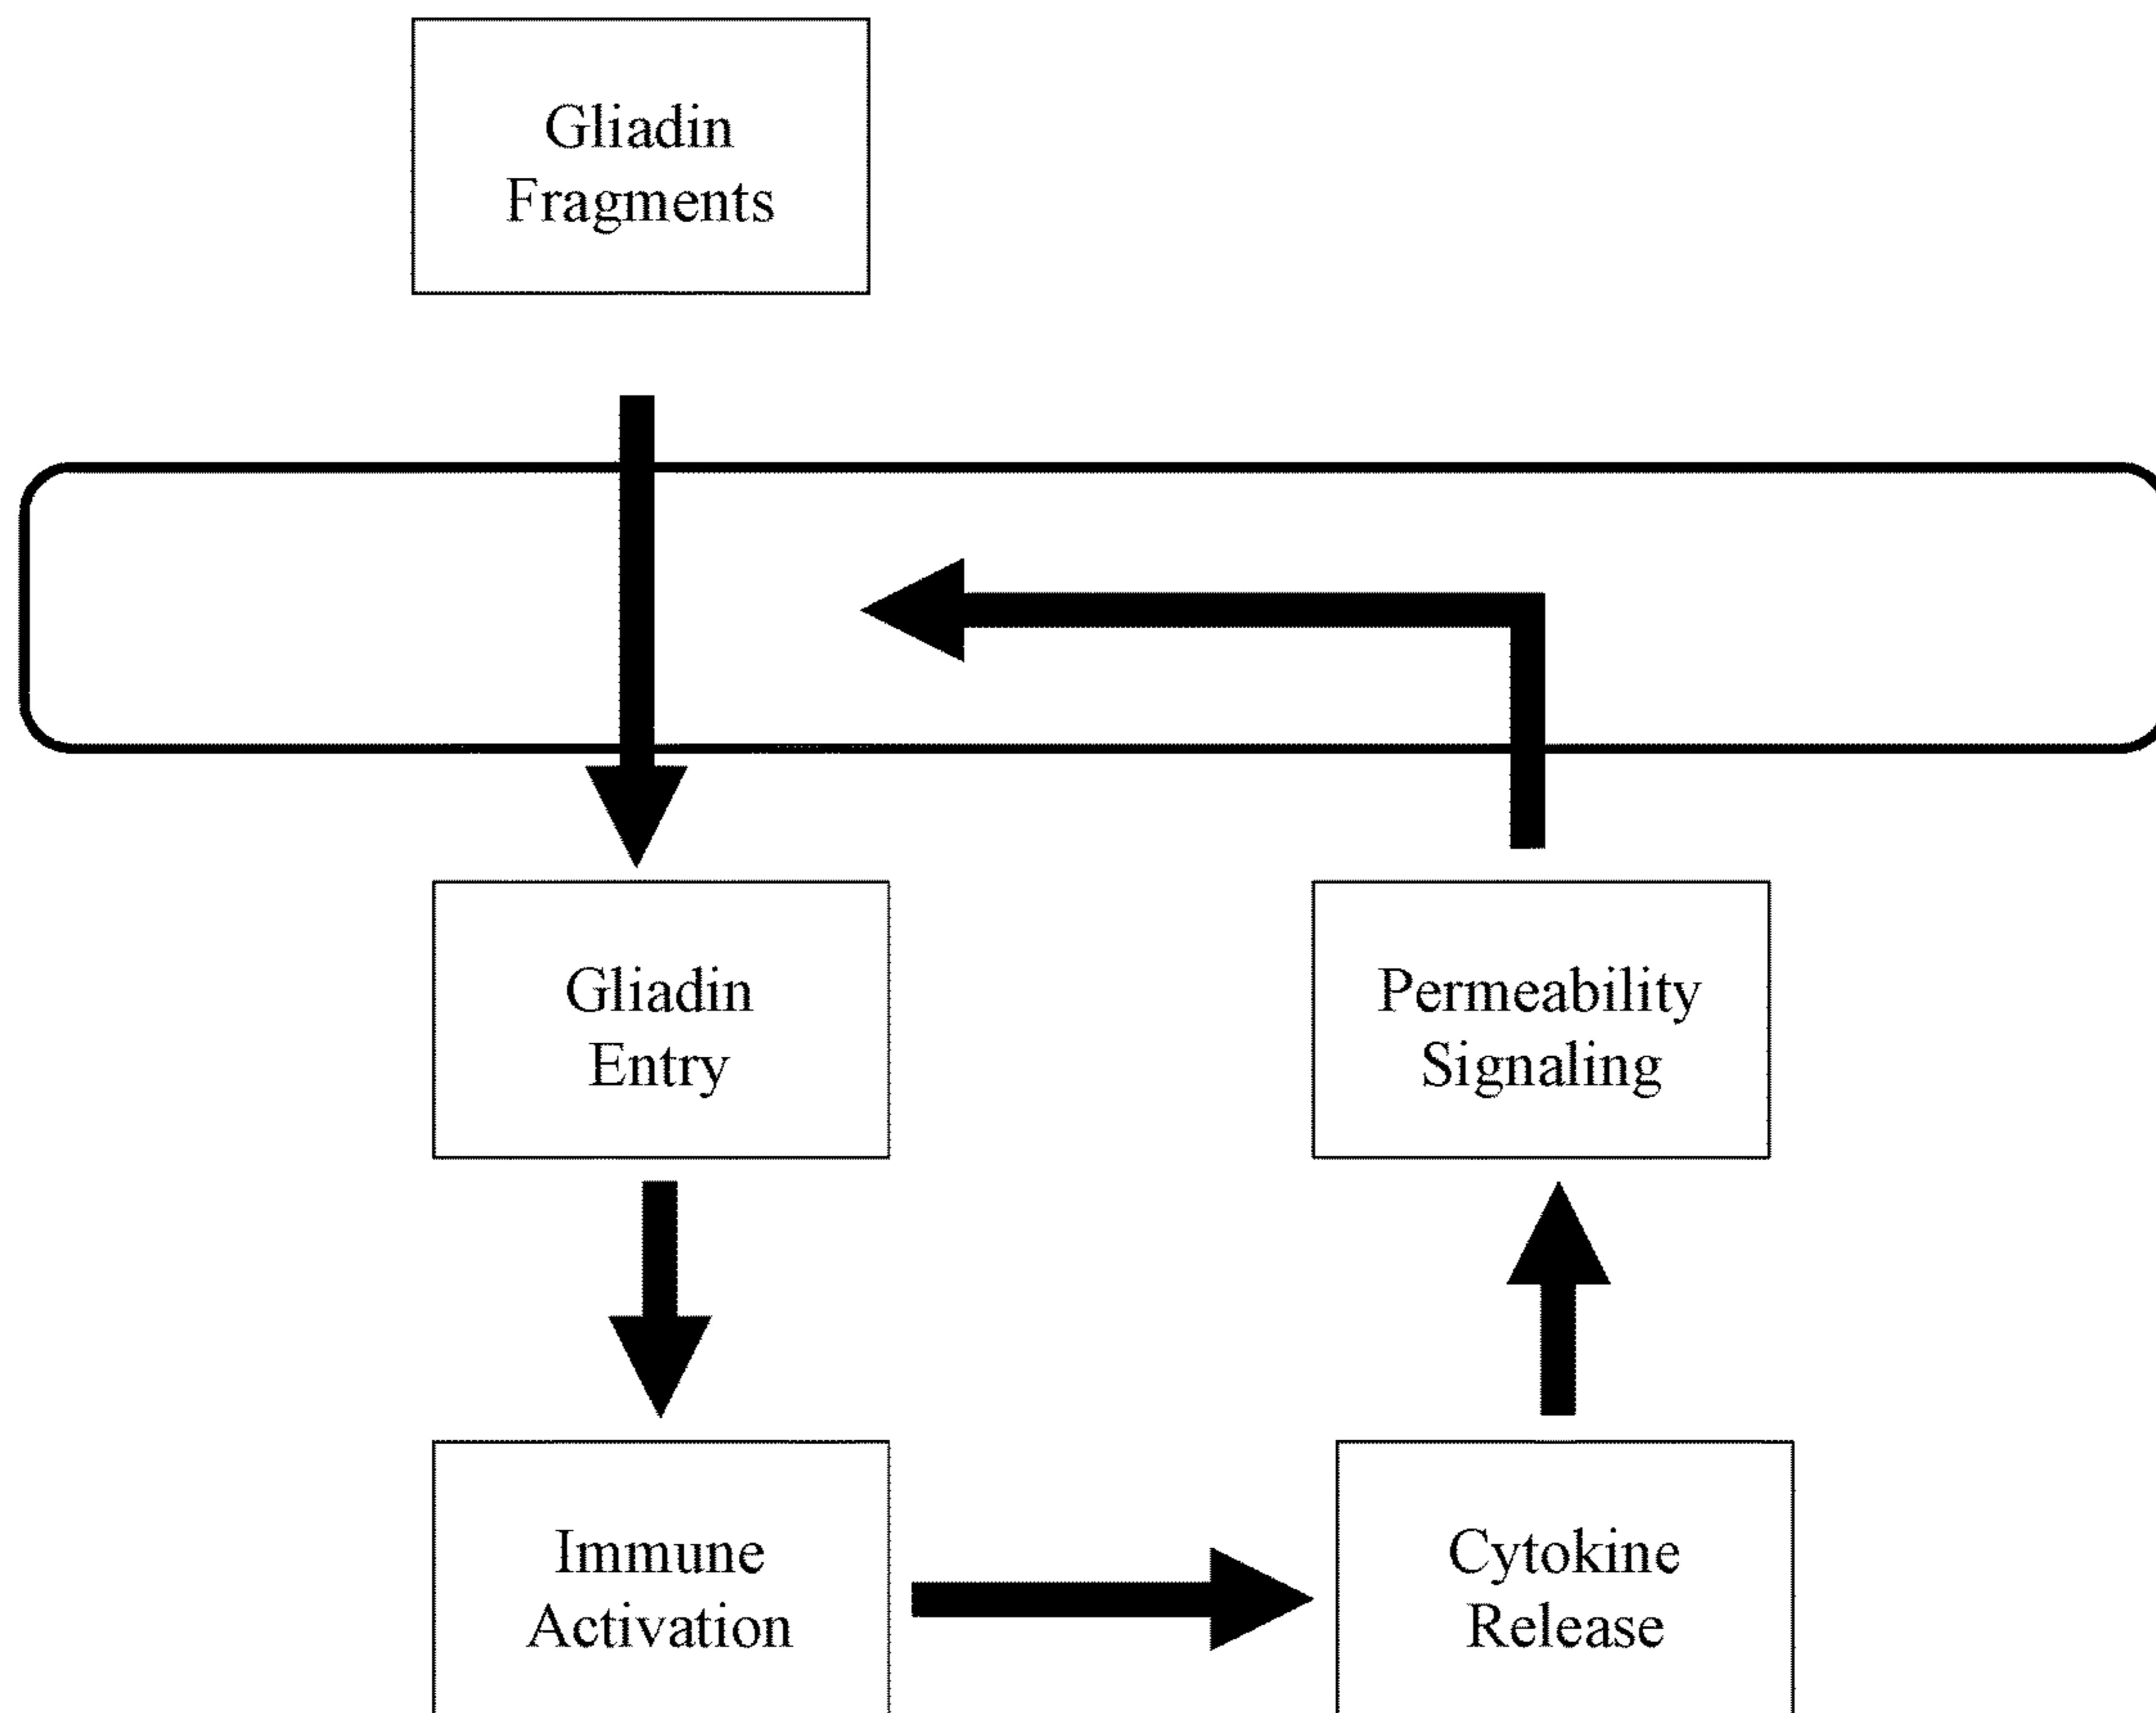 Gliadin
Fragments
Gliadin
Entry
Permeability
Signaling
Immune
Activation
Cytokine
Release